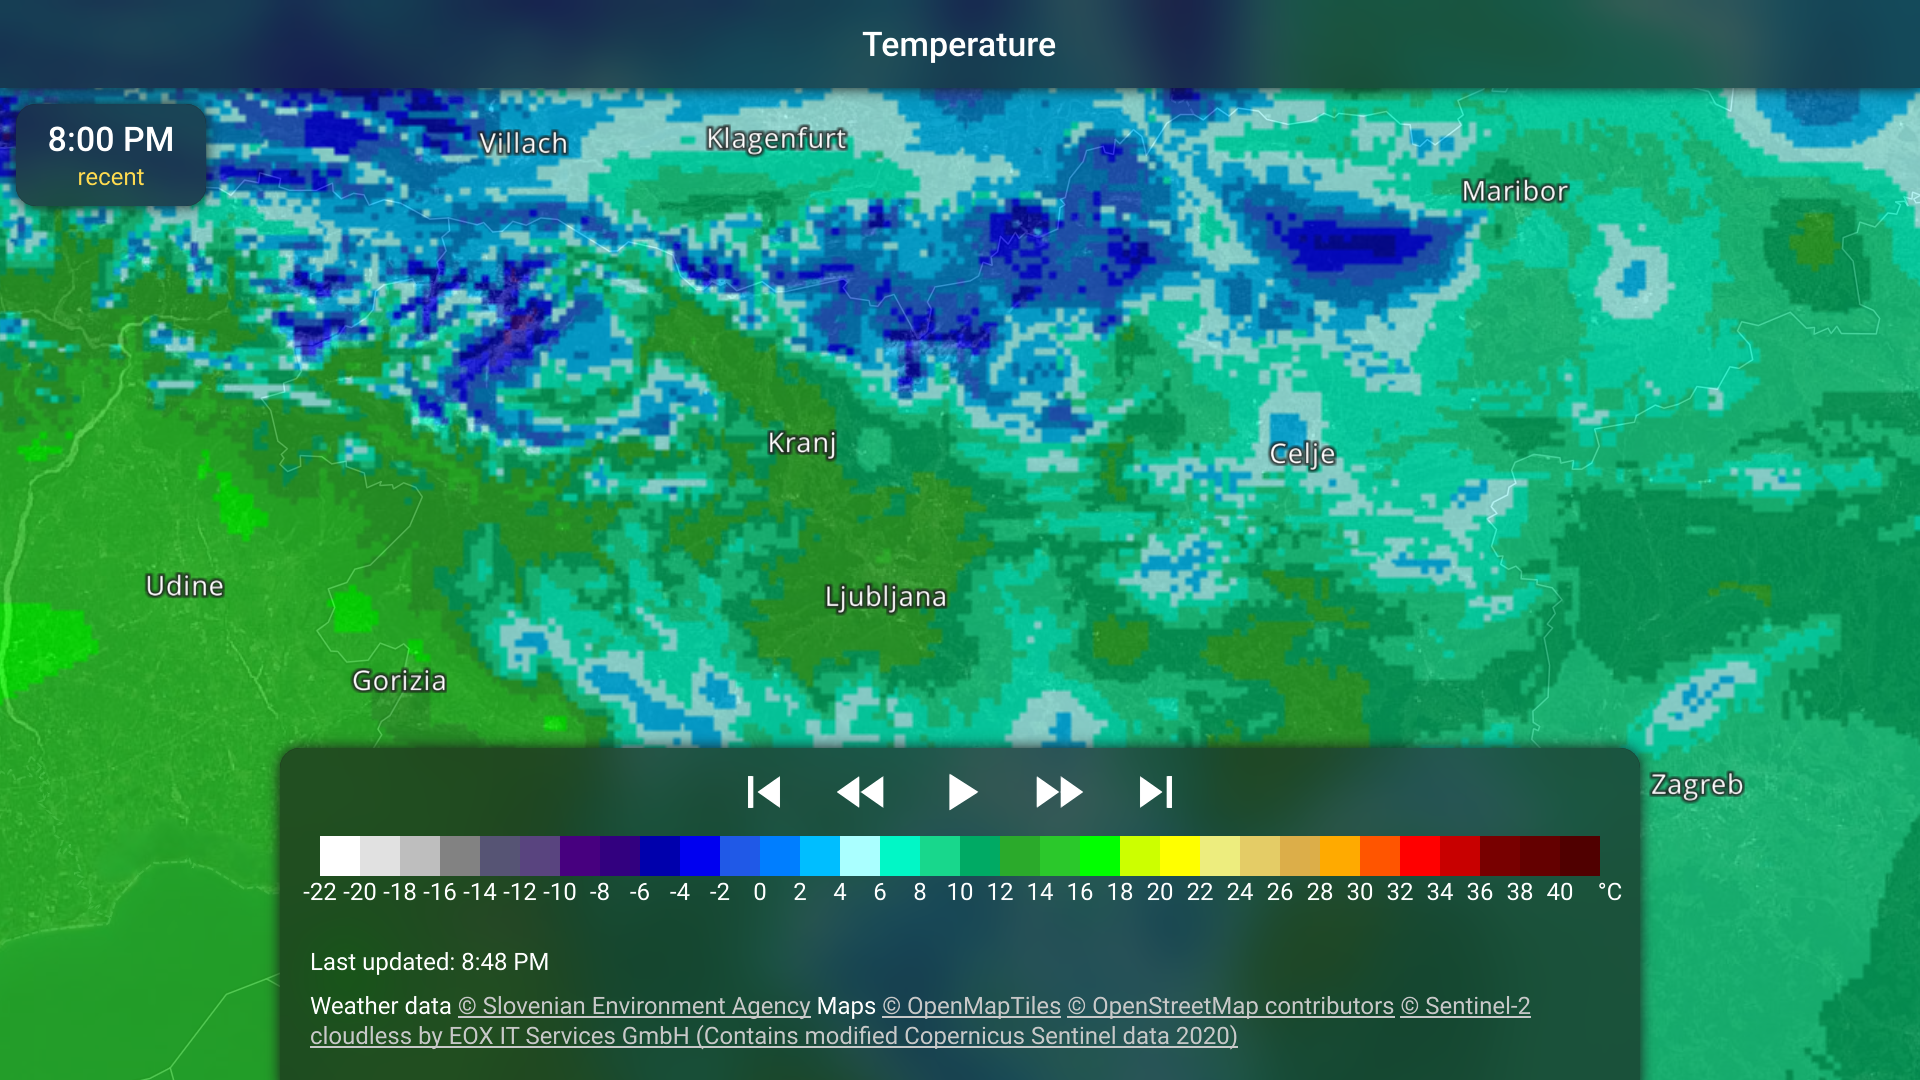 Temperature
8:00 PM
recent
Villach
Klagenfurt
Maribor
Kranj
Celje
Udine
Ljubljana
Gorizia
Zagreb
-22 -20 -18 -16 -14 -12 -10 -8 -6 -4 -2 0 2 4 6 8 10 12 14 16 18 20 22 24 26 28 30 32 34 36 38 40 °C
Last updated: 8:48 PM
Weather data © Slovenian Environment Agency Maps © OpenMapTiles © OpenStreetMap contributors © Sentinel-2
cloudless by EOX IT Services GmbH (Contains modified Copernicus Sentinel data 2020)